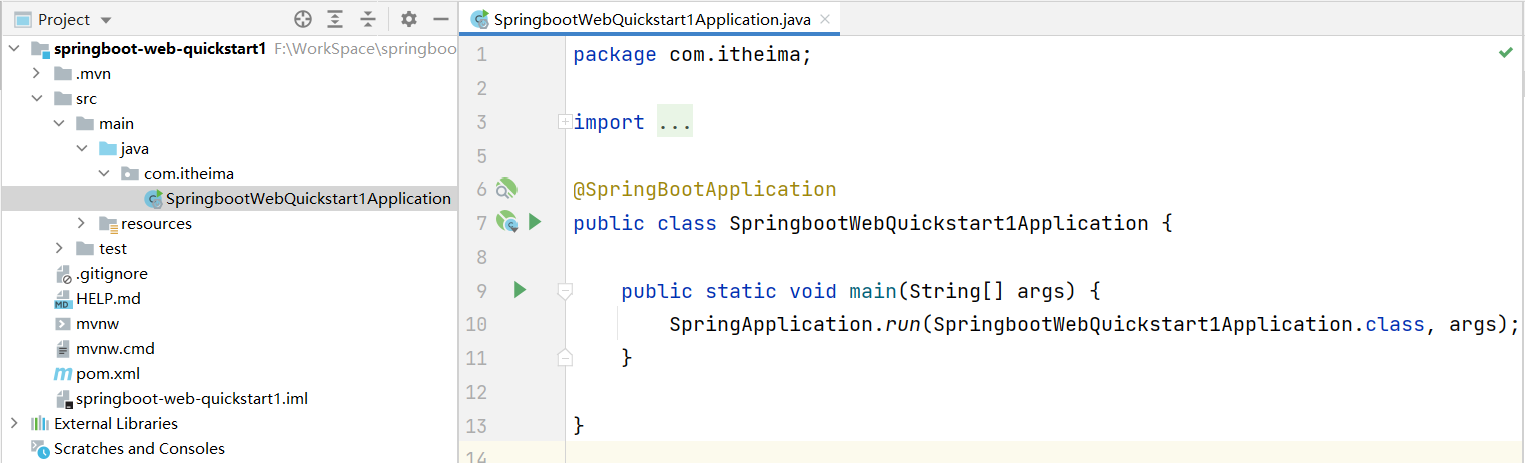 Project
springboot-web-quickstart1 F:\WorkSpace\springboo
.mvn
src
main
java
com.itheima
SpringbootWebQuickstart1Application
resources
test
.gitignore
HELP.md
mvnw
mvnw.cmd
pom.xml
springboot-web-quickstart1.iml
External Libraries
Scratches and Consoles
SpringbootWebQuickstart1Application.java
1 package com.itheima;
2
3 import ...
5
6 @SpringBootApplication
7 public class SpringbootWebQuickstart1Application {
8
9 public static void main(String[] args) {
10 SpringApplication.run(SpringbootWebQuickstart1Application.class, args);
11 }
12
13 }
14